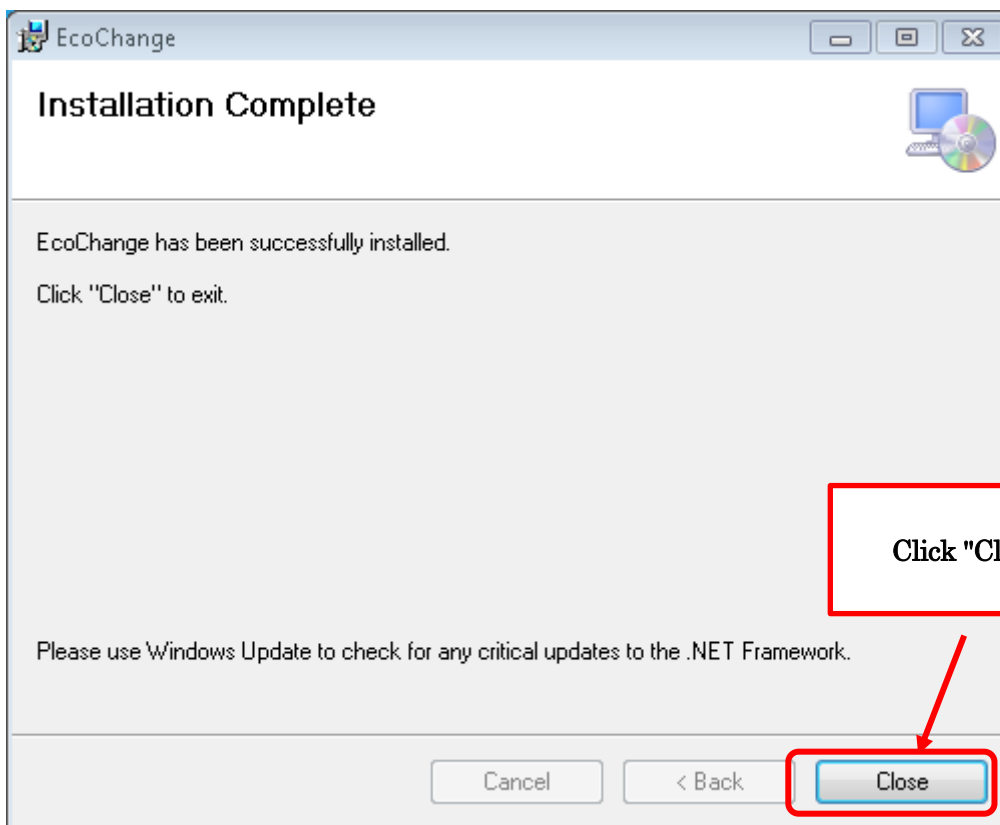 EcoChange
Installation Complete
EcoChange has been successfully installed.
Click "Close" to exit.
Click "Cl
Please use Windows Update to check for any critical updates to the .NET Framework.
Cancel
< Back
Close